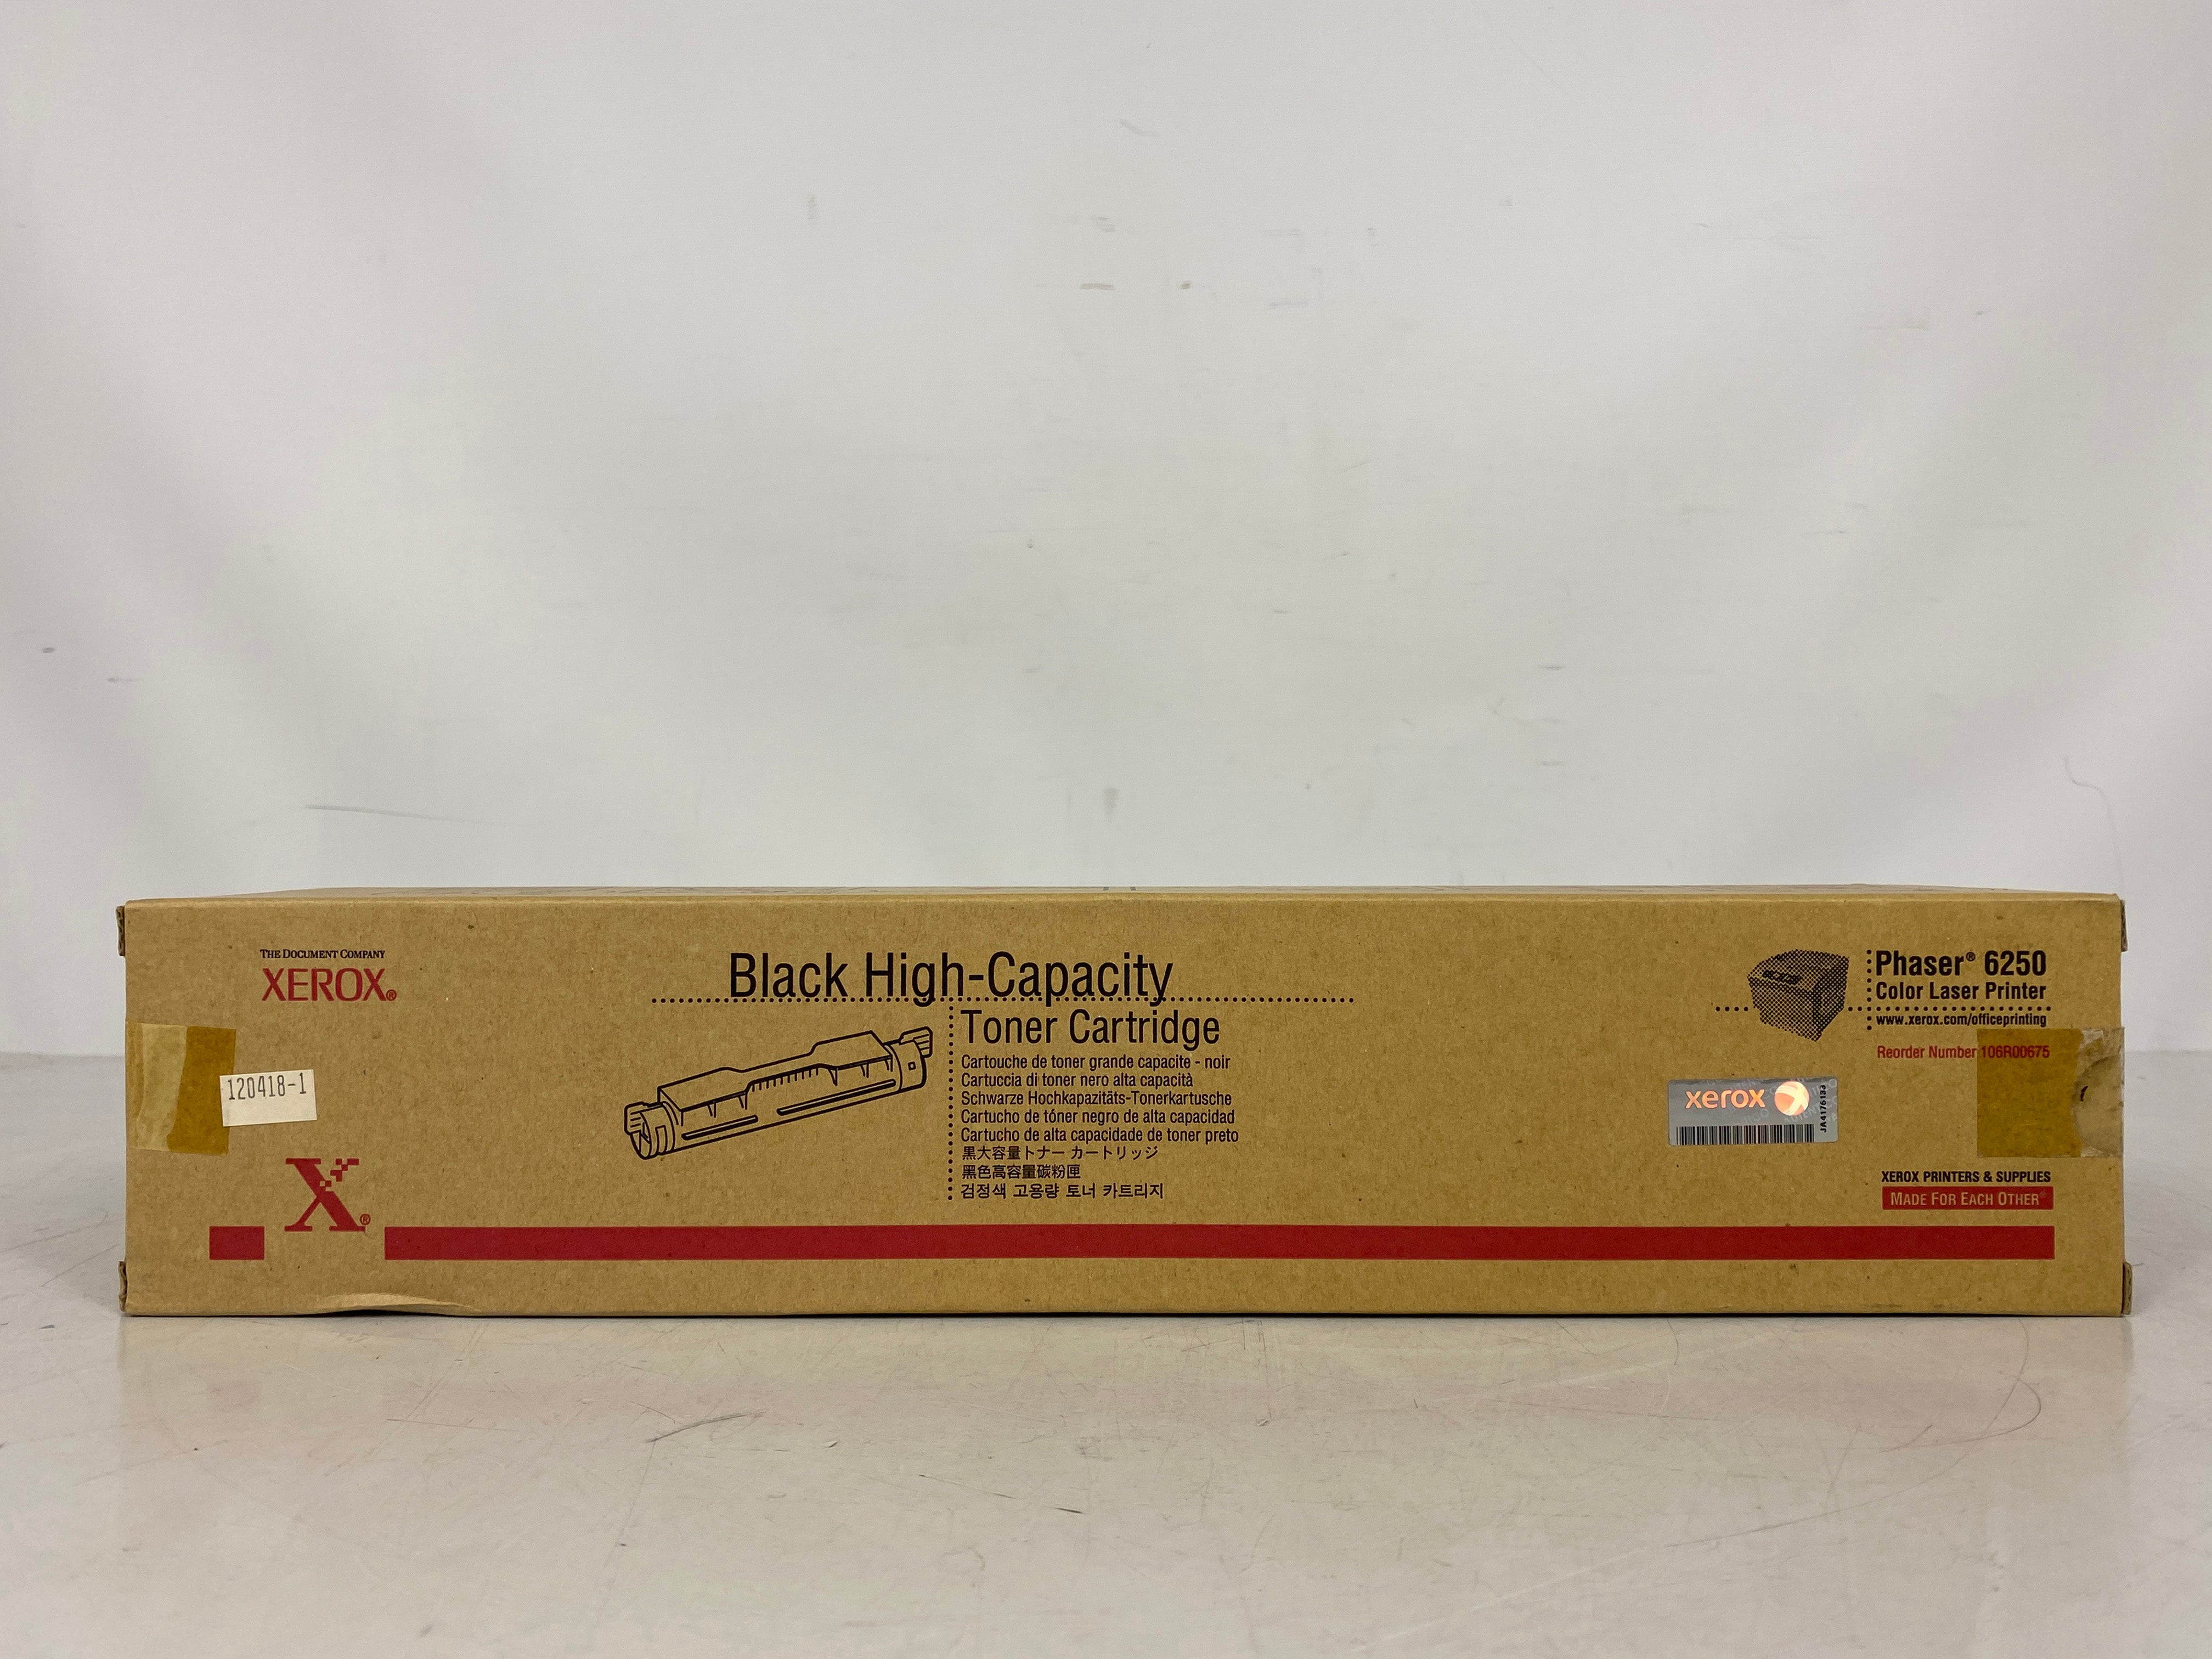 THE DOCUMENT COMPANY
XEROX®
120418-1
X®
Black High-Capacity
Toner Cartridge
Cartouche de toner grande capacite - noir
Cartuccia di toner nero alta capacità
Schwarze Hochkapazitäts-Tonerkartusche
Cartucho de tóner negro de alta capacidad
Cartucho de alta capacidade de toner preto
黒大容量トナー カートリッジ
黑色高容量碳粉匣
검정색 고용량 토너 카트리지
Phaser® 6250
Color Laser Printer
www.xerox.com/officeprinting
Reorder Number 106R00675
xerox
XEROX PRINTERS & SUPPLIES
MADE FOR EACH OTHER®